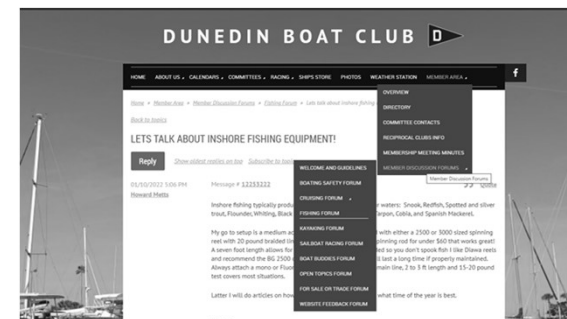 DUNEDIN BOAT CLUB D
HOME ABOUT US CALENDARS COMMITTEES RACING SHIP'S STORE PHOTOS WEATHER STATION MEMBER AREA f
OVERVIEW
DIRECTORY
COMMITTEE CONTACTS
RECIPROCAL CLUBS INFO
MEMBERSHIP MEETING MINUTES
MEMBER DISCUSSION FORUMS
Member Discussion Forums
Home » Member Area » Member Discussion Forums » Fishing Forum » Lets talk about inshore fishing
Back to topics
LETS TALK ABOUT INSHORE FISHING EQUIPMENT!
Reply Show oldest replies on top Subscribe to
WELCOME AND GUIDELINES
BOATING SAFETY FORUM
CRUISING FORUM
FISHING FORUM
KAYAKING FORUM
SAILBOAT RACING FORUM
BOAT BUDDIES FORUM
OPEN TOPICS FORUM
FOR SALE OR TRADE FORUM
WEBSITE FEEDBACK FORUM
01/10/2022 5:06 PM Message # 12253222 Quote
Howard Metts
Inshore fishing typically produ waters: Snook, Redfish, Spotted and silver
trout, Flounder, Whiting, Black Tarpon, Cobia, and Spanish Mackerel.
My go to setup is a medium ac with either a 2500 or 3000 sized spinning
reel with 20 pound braided lin pinning rod for under $60 that works great!
A seven foot length allows for ted so you don't spook fish I like Diawa reels
and recommend the BG 2500 ll last a long time if properly maintained.
Always attach a mono or Fluor main line, 2 to 3 ft length and 15-20 pound
test covers most situations.
Latter I will do articles on how what time of the year is best.